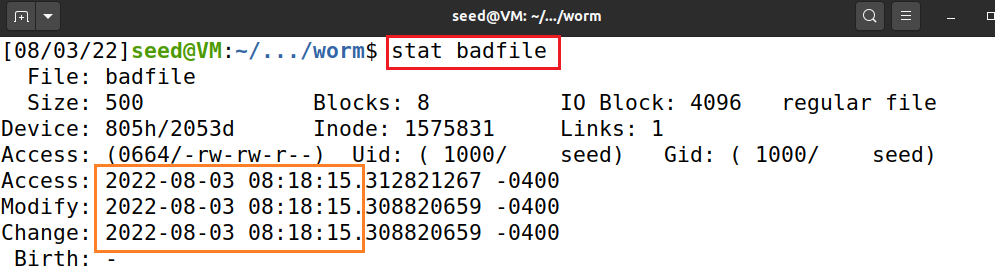 seed@VM: ~/.../worm
[08/03/22]seed@VM:~/.../worm$ stat badfile
  File: badfile
  Size: 500             Blocks: 8          IO Block: 4096   regular file
Device: 805h/2053d      Inode: 1575831     Links: 1
Access: (0664/-rw-rw-r--)  Uid: ( 1000/    seed)   Gid: ( 1000/    seed)
Access: 2022-08-03 08:18:15.312821267 -0400
Modify: 2022-08-03 08:18:15.308820659 -0400
Change: 2022-08-03 08:18:15.308820659 -0400
 Birth: -